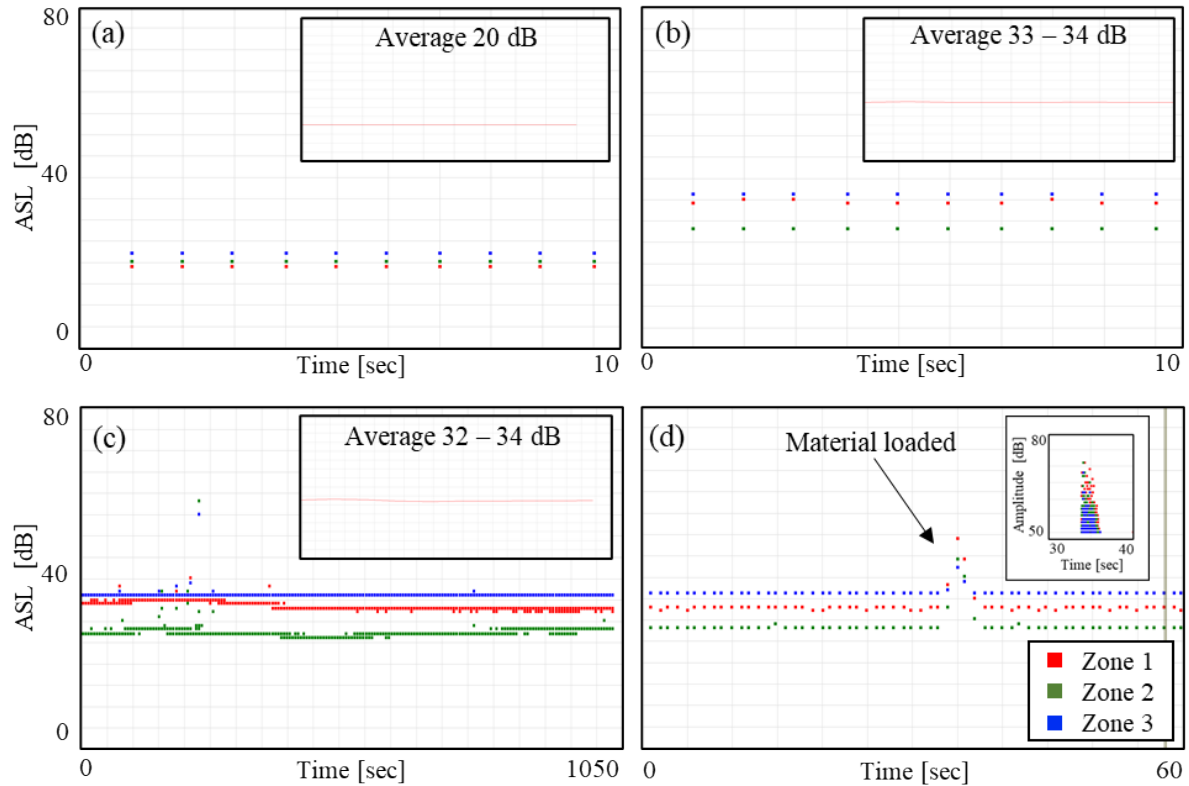 (a)
Average 20 dB
80
40
0
ASL [dB]
0
Time [sec]
10
(b)
Average 33 – 34 dB
0
Time [sec]
10
(c)
Average 32 – 34 dB
80
40
0
ASL [dB]
0
Time [sec]
1050
(d)
Material loaded
80
50
Amplitude [dB]
30
40
Time [sec]
Zone 1
Zone 2
Zone 3
0
Time [sec]
60